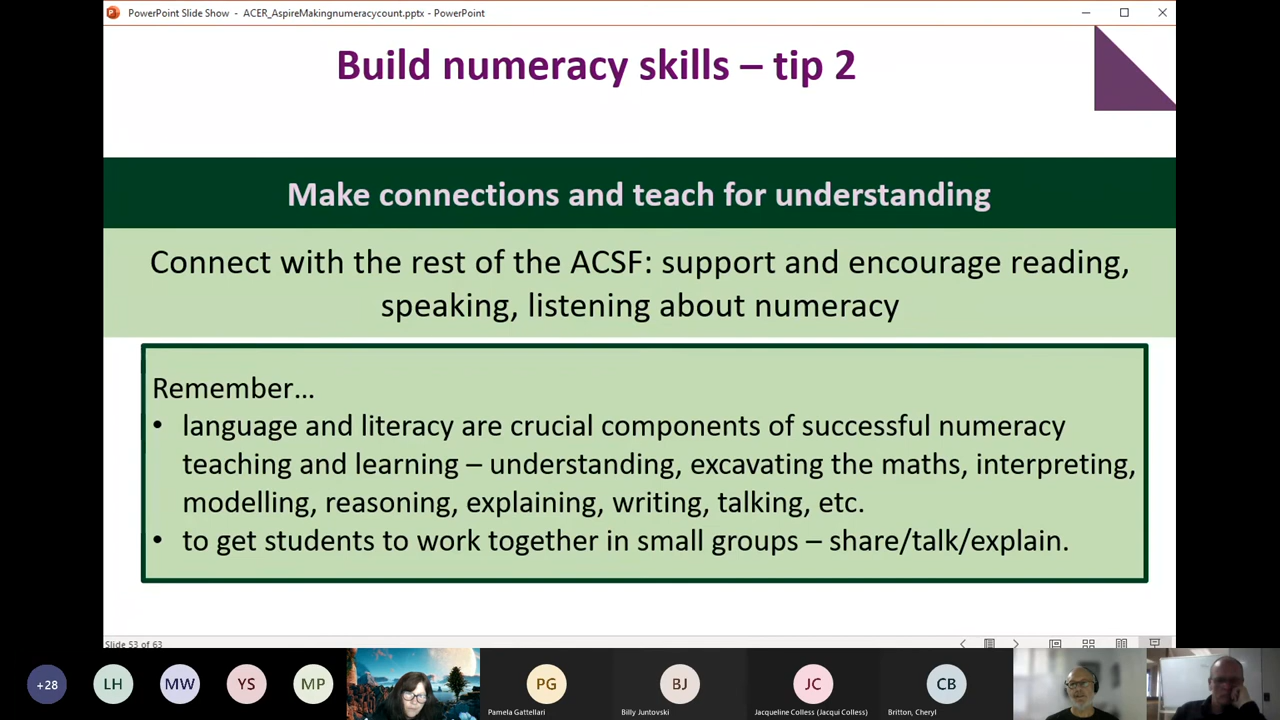 PowerPoint Slide Show - ACER_AspireMakingnumeracycount.pptx - PowerPoint
Build numeracy skills – tip 2
Make connections and teach for understanding
Connect with the rest of the ACSF: support and encourage reading,
speaking, listening about numeracy
Remember…
• language and literacy are crucial components of successful numeracy
teaching and learning – understanding, excavating the maths, interpreting,
modelling, reasoning, explaining, writing, talking, etc.
• to get students to work together in small groups – share/talk/explain.
Slide 53 of 63
+28 LH MW YS MP PG BJ JC CB
Pamela Gattellari Billy Juntovski Jacqueline Colless (Jacqui Colless) Britton, Cheryl